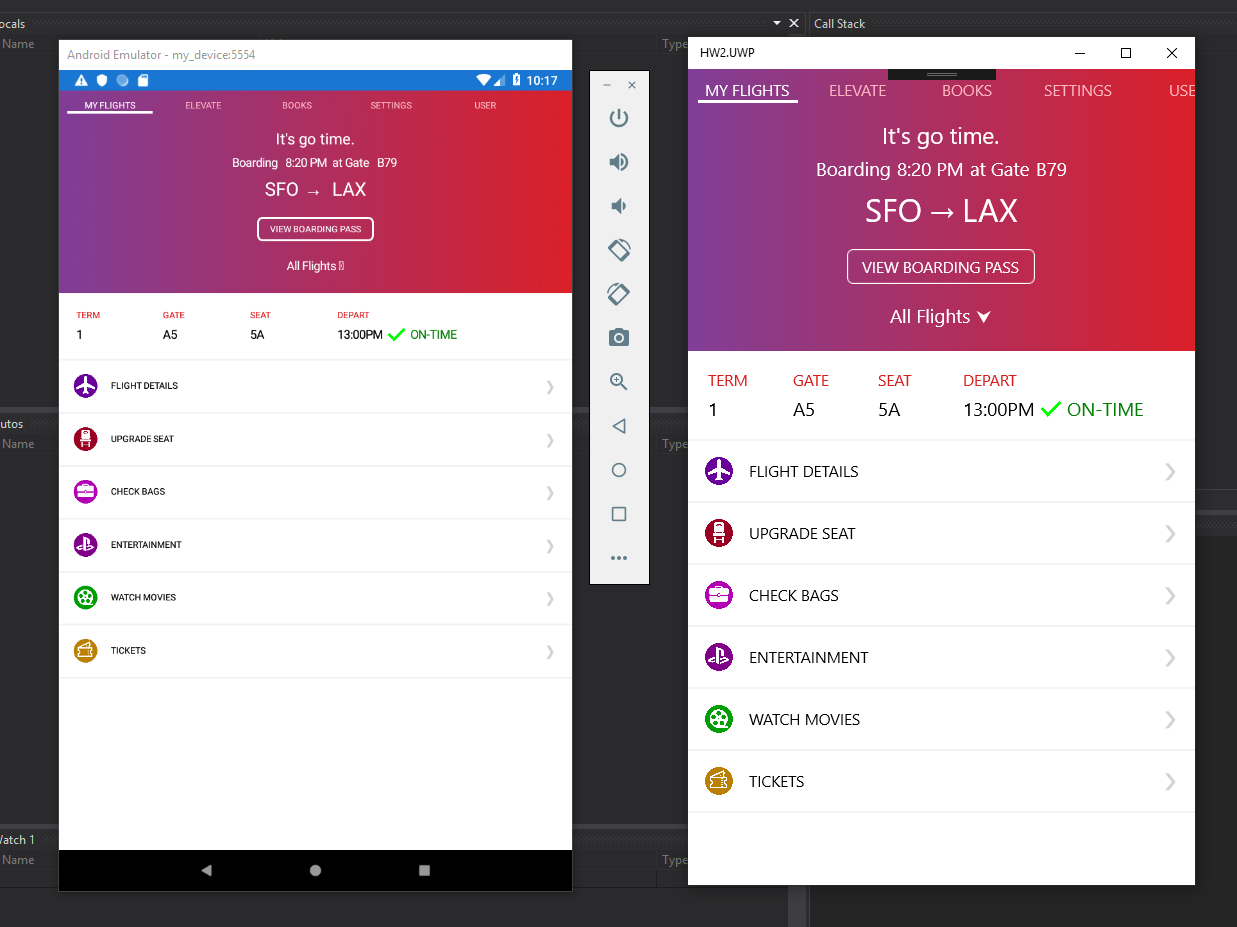 ocals
Call Stack
Name
Type
Android Emulator - my_device:5554
10:17
MY FLIGHTS ELEVATE BOOKS SETTINGS USER
It's go time.
Boarding 8:20 PM at Gate B79
SFO → LAX
VIEW BOARDING PASS
All Flights
TERM GATE SEAT DEPART
1 A5 5A 13:00PM ON-TIME
FLIGHT DETAILS
UPGRADE SEAT
CHECK BAGS
ENTERTAINMENT
WATCH MOVIES
TICKETS
HW2.UWP
MY FLIGHTS ELEVATE BOOKS SETTINGS USE
It's go time.
Boarding 8:20 PM at Gate B79
SFO → LAX
VIEW BOARDING PASS
All Flights
TERM GATE SEAT DEPART
1 A5 5A 13:00PM ON-TIME
FLIGHT DETAILS
UPGRADE SEAT
CHECK BAGS
ENTERTAINMENT
WATCH MOVIES
TICKETS
utos
Name
Type
Watch 1
Name
Type